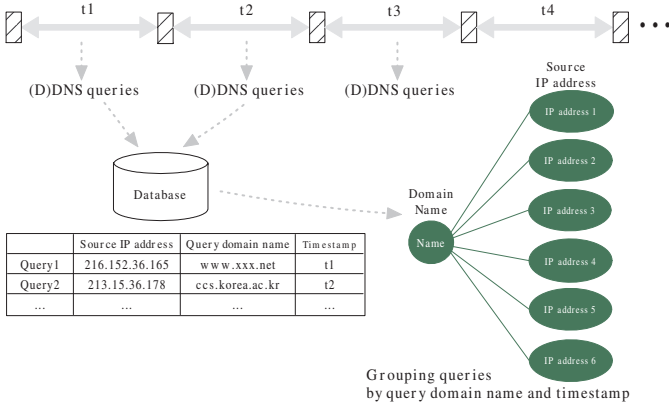 t1 t2 t3 t4
(D)DNS queries (D)DNS queries (D)DNS queries
Source
IP address
IP address 1
IP address 2
IP address 3
IP address 4
IP address 5
IP address 6
Database
Domain
Name
Name
Source IP address Query domain name Timestamp
Query1 216.152.36.165 www.xxx.net t1
Query2 213.15.36.178 ccs.korea.ac.kr t2
... ... ... ...
Grouping queries
by query domain name and timestamp